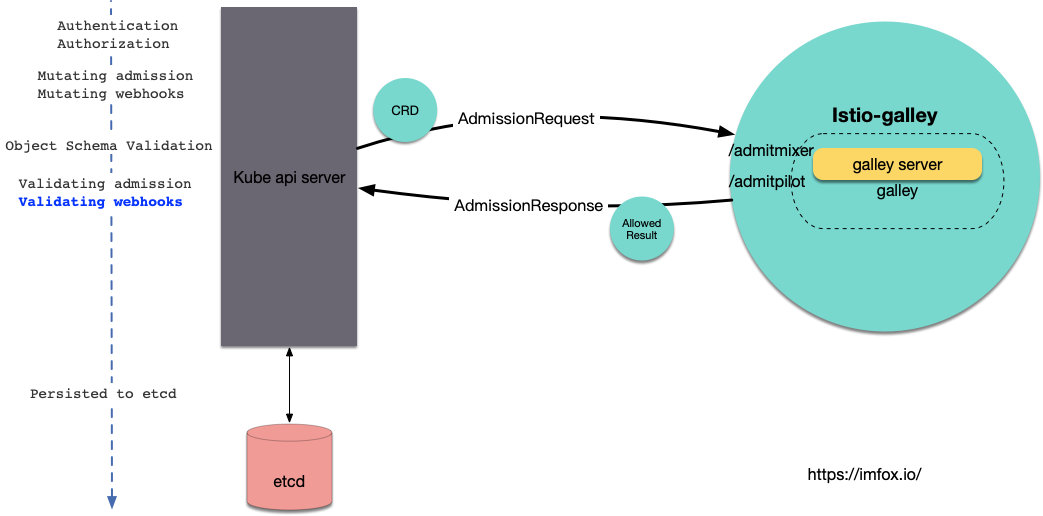 Authentication
Authorization
Mutating admission
Mutating webhooks
Object Schema Validation
Validating admission
Validating webhooks
Persisted to etcd
Kube api server
etcd
CRD
AdmissionRequest
AdmissionResponse
Allowed
Result
Istio-galley
/admitmixer
/admitpilot
galley server
galley
https://imfox.io/